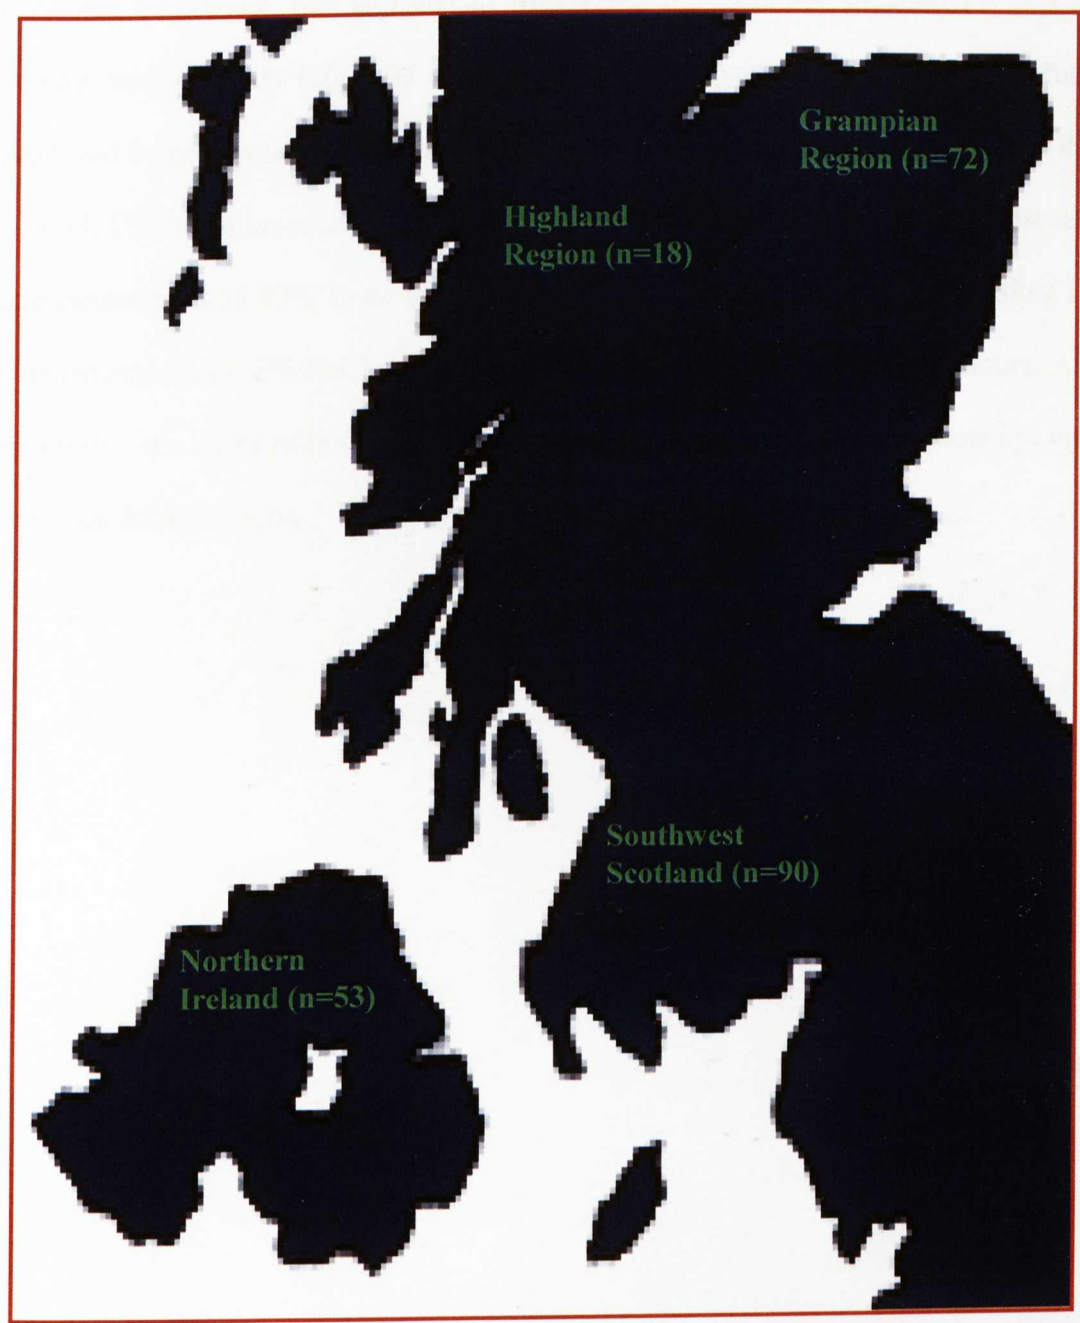 Grampian
Region (n=72)
Highland
Region (n=18)
Southwest
Scotland (n=90)
Northern
Ireland (n=53)